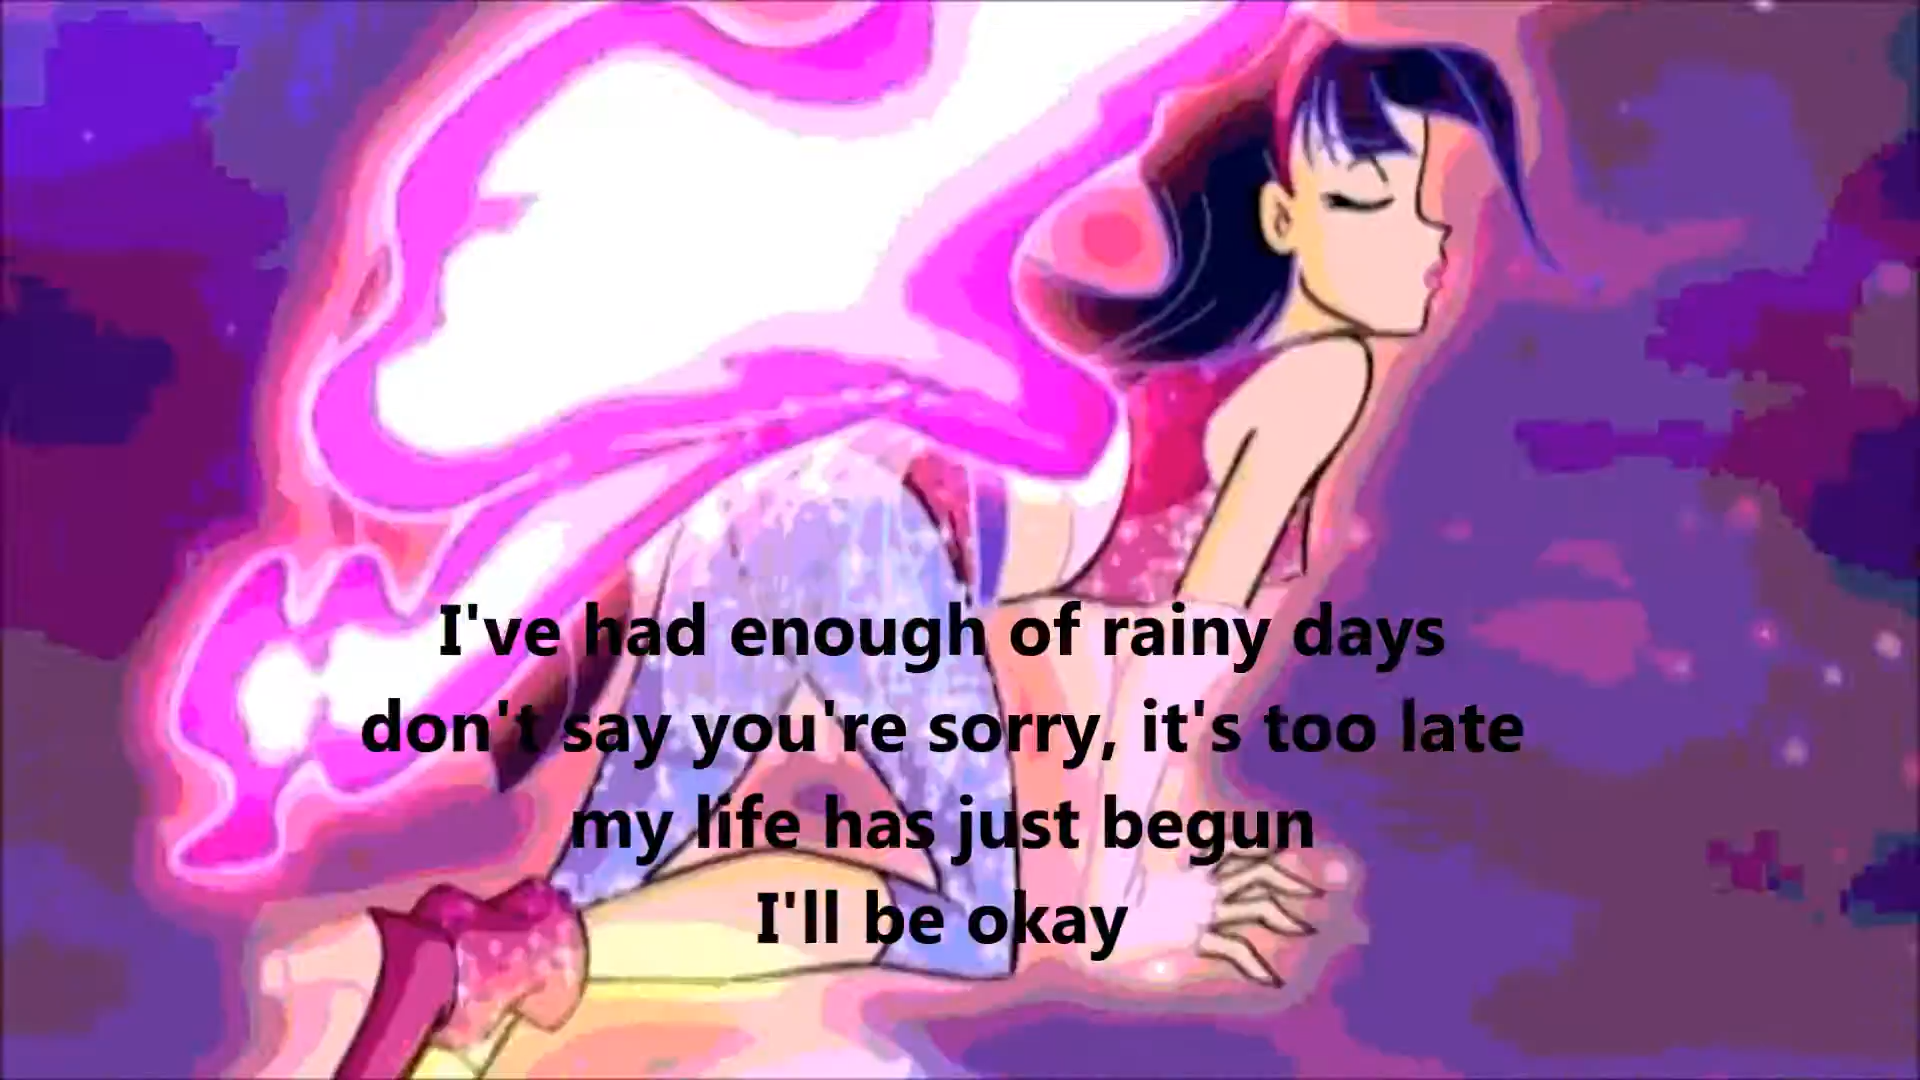 I've had enough of rainy days
don't say you're sorry, it's too late
my life has just begun
I'll be okay